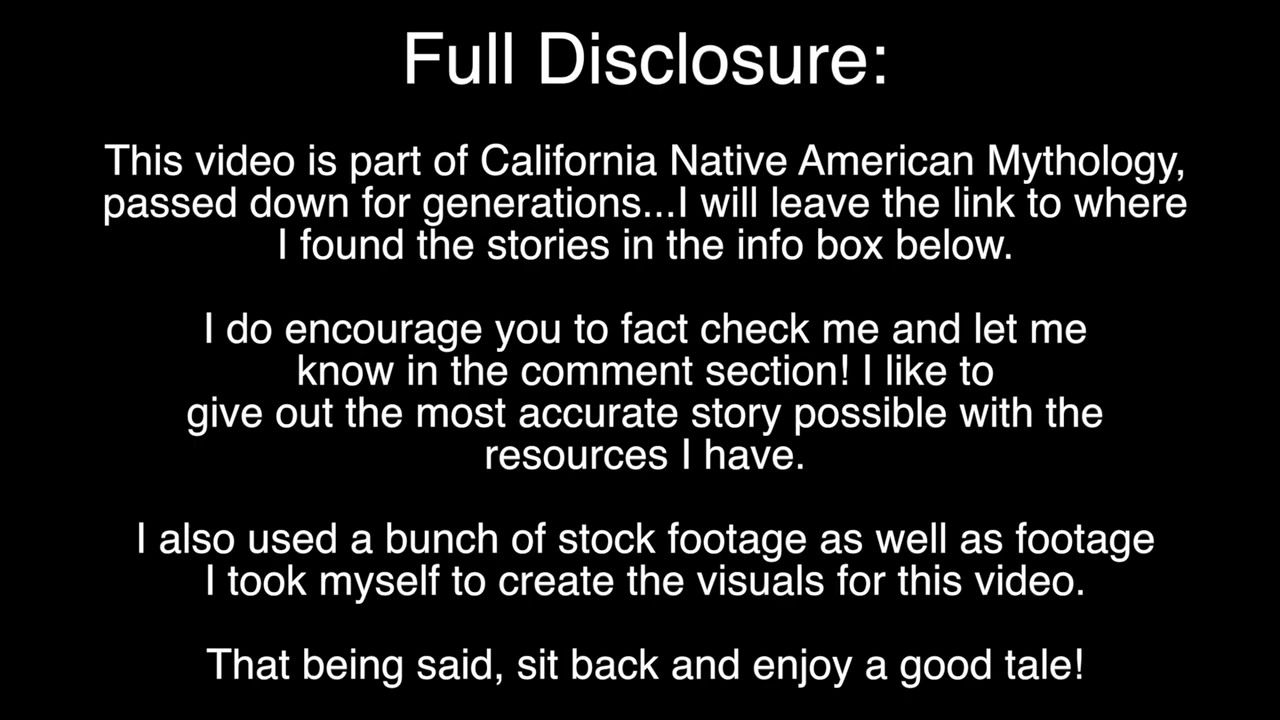 Full Disclosure:
This video is part of California Native American Mythology,
passed down for generations...I will leave the link to where
I found the stories in the info box below.
I do encourage you to fact check me and let me
know in the comment section! I like to
give out the most accurate story possible with the
resources I have.
I also used a bunch of stock footage as well as footage
I took myself to create the visuals for this video.
That being said, sit back and enjoy a good tale!